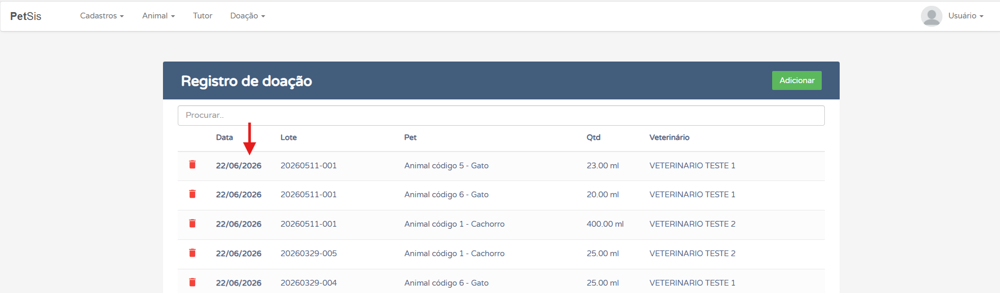 PetSis Cadastros Animal Tutor Doação Usuário
Registro de doação Adicionar
Procurar..
Data Lote Pet Qtd Veterinário
22/06/2026 20260511-001 Animal código 5 - Gato 23.00 ml VETERINARIO TESTE 1
22/06/2026 20260511-001 Animal código 6 - Gato 20.00 ml VETERINARIO TESTE 1
22/06/2026 20260511-001 Animal código 1 - Cachorro 400.00 ml VETERINARIO TESTE 2
22/06/2026 20260329-005 Animal código 1 - Cachorro 25.00 ml VETERINARIO TESTE 2
22/06/2026 20260329-004 Animal código 6 - Gato 25.00 ml VETERINARIO TESTE 1